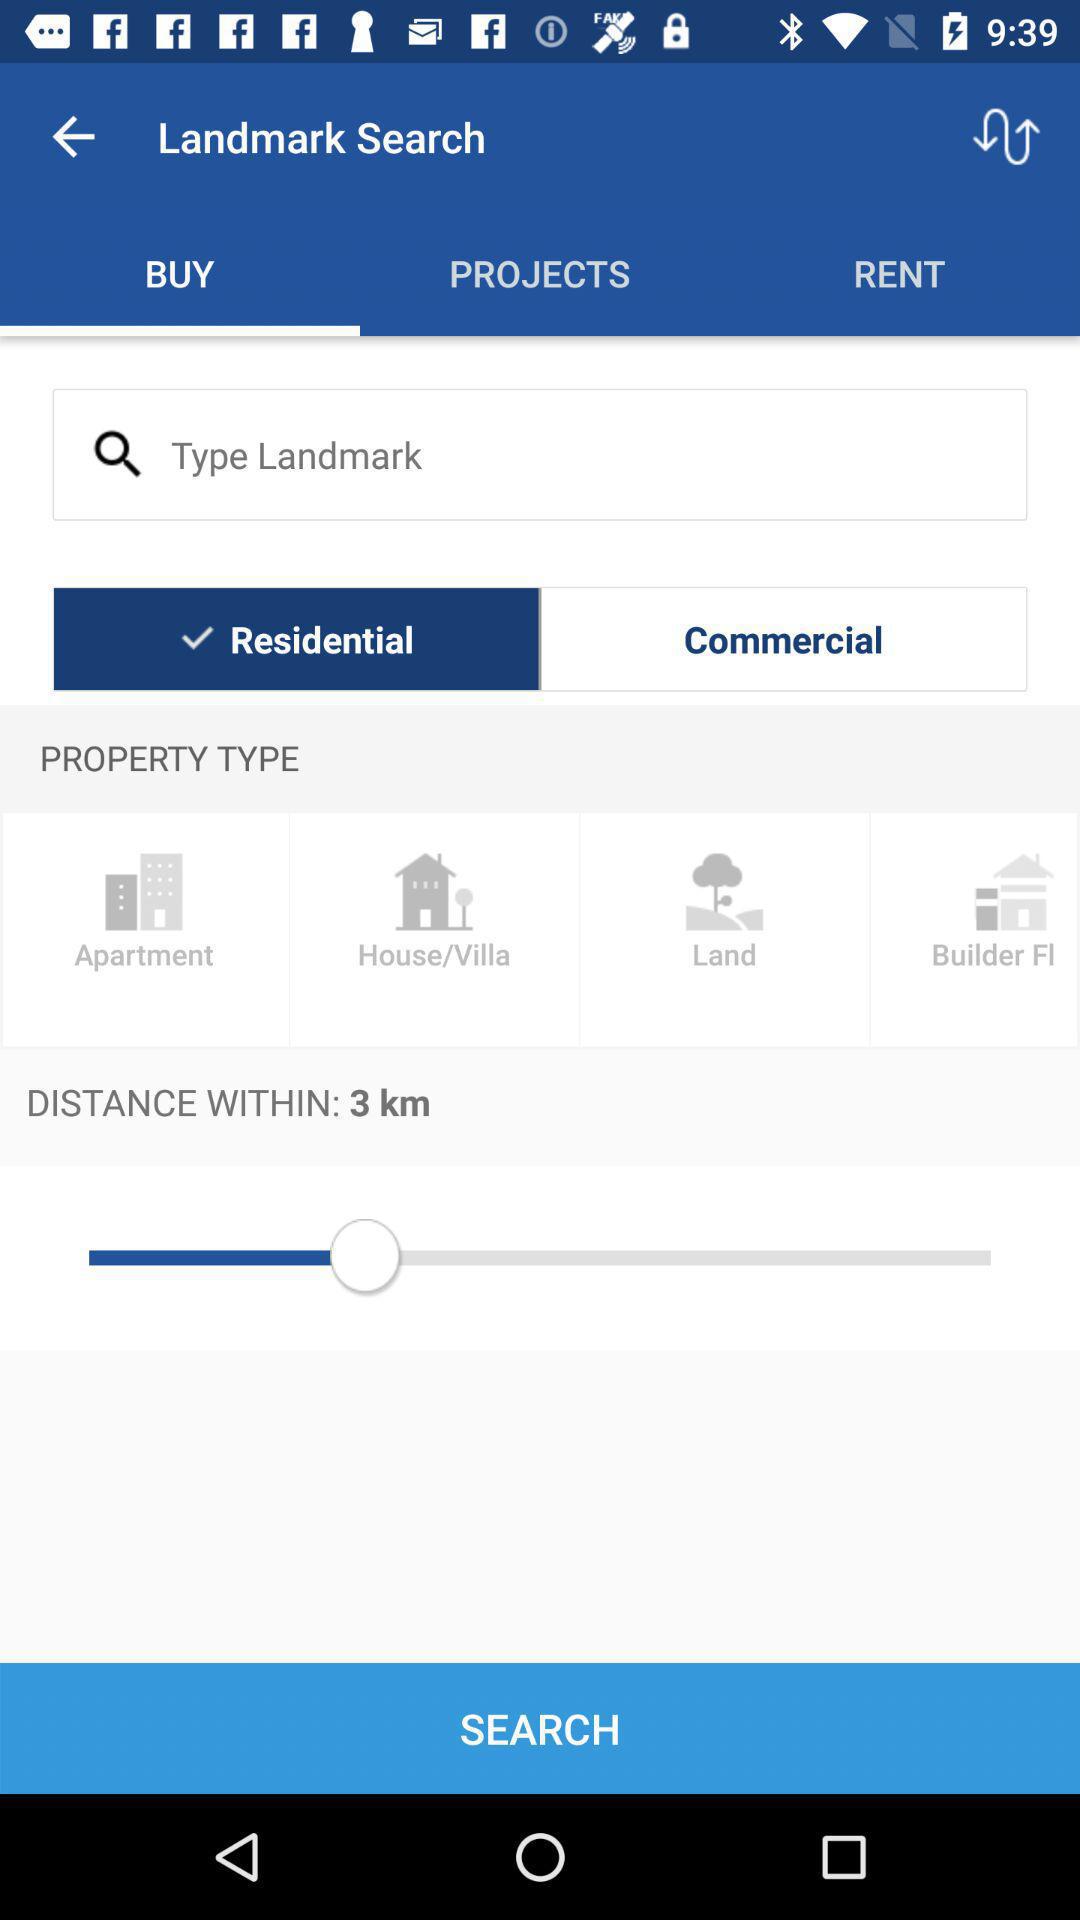 FAKE 9:39
Landmark Search
BUY PROJECTS RENT
Type Landmark
Residential Commercial
PROPERTY TYPE
Apartment House/Villa Land Builder Fl
DISTANCE WITHIN: 3 km
SEARCH